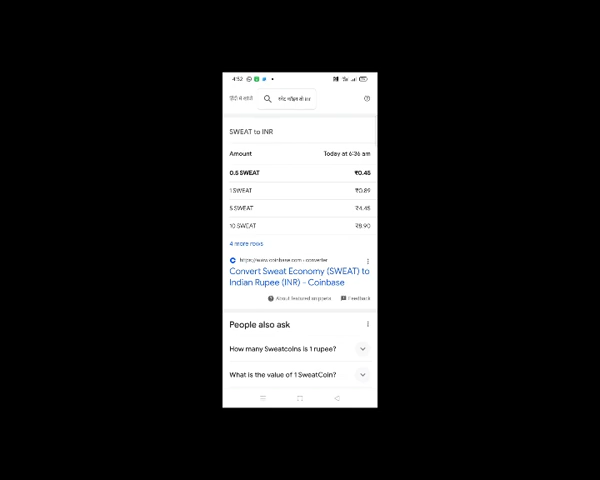 4:52
हिंदी में खोजें
SWEAT to INR
Amount Today at 6:36 am
0.5 SWEAT ₹0.45
1 SWEAT ₹0.89
5 SWEAT ₹4.45
10 SWEAT ₹8.90
4 more rows
https://www.coinbase.com › converter
Convert Sweat Economy (SWEAT) to
Indian Rupee (INR) - Coinbase
About featured snippets Feedback
People also ask
How many Sweatcoins is 1 rupee?
What is the value of 1 SweatCoin?